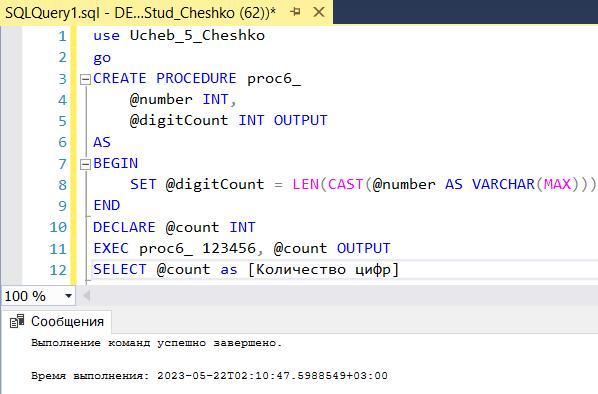 SQLQuery1.sql - DE...Stud_Cheshko (62))*
1 use Ucheb_5_Cheshko
2 go
3 CREATE PROCEDURE proc6_
4 @number INT,
5 @digitCount INT OUTPUT
6 AS
7 BEGIN
8 SET @digitCount = LEN(CAST(@number AS VARCHAR(MAX)))
9 END
10 DECLARE @count INT
11 EXEC proc6_ 123456, @count OUTPUT
12 SELECT @count as [Количество цифр]
100 %
Сообщения
Выполнение команд успешно завершено.
Время выполнения: 2023-05-22T02:10:47.5988549+03:00